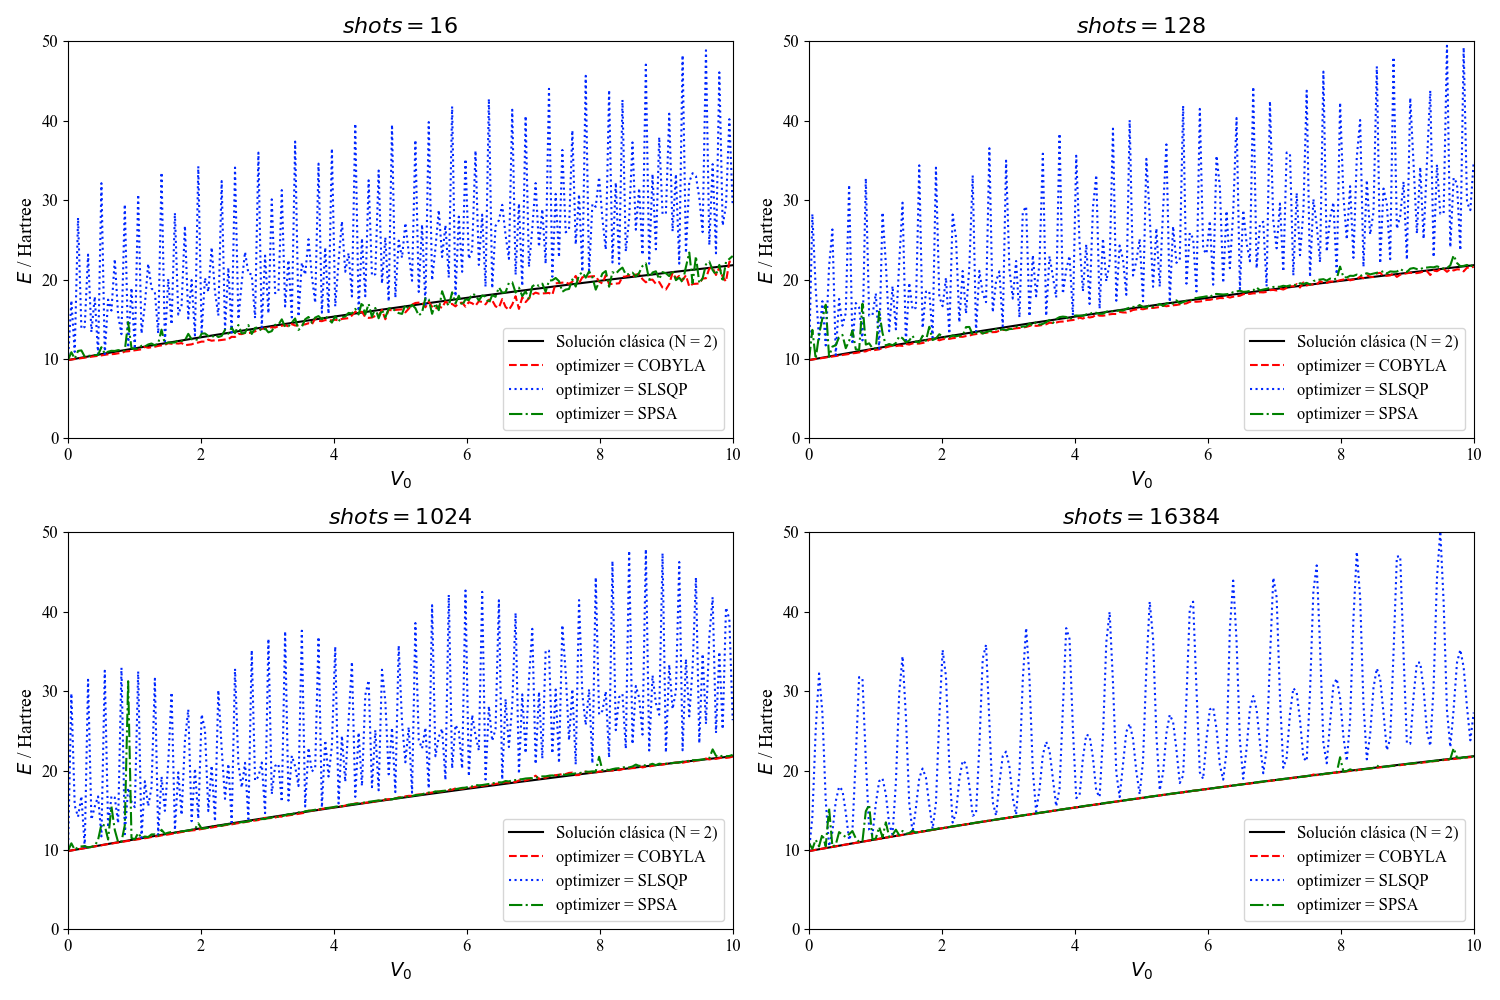 shots = 16
50
40
30
20
10
0
E / Hartree
0 2 4 6 8 10
V0
Solución clásica (N = 2)
optimizer = COBYLA
optimizer = SLSQP
optimizer = SPSA
shots = 128
50
40
30
20
10
0
E / Hartree
0 2 4 6 8 10
V0
Solución clásica (N = 2)
optimizer = COBYLA
optimizer = SLSQP
optimizer = SPSA
shots = 1024
50
40
30
20
10
0
E / Hartree
0 2 4 6 8 10
V0
Solución clásica (N = 2)
optimizer = COBYLA
optimizer = SLSQP
optimizer = SPSA
shots = 16384
50
40
30
20
10
0
E / Hartree
0 2 4 6 8 10
V0
Solución clásica (N = 2)
optimizer = COBYLA
optimizer = SLSQP
optimizer = SPSA